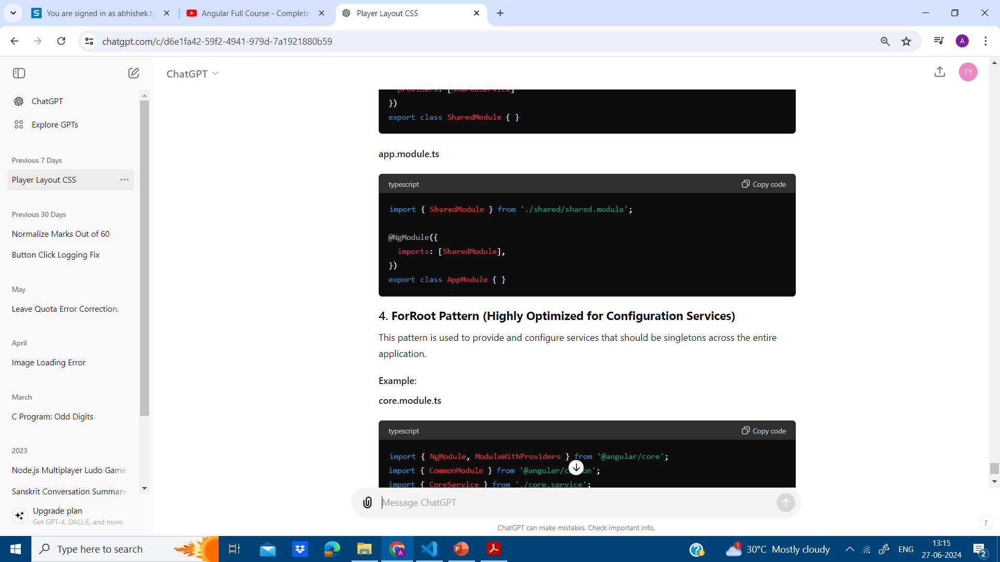 You are signed in as abhishek.ty
Angular Full Course - Complete
Player Layout CSS
chatgpt.com/c/d6e1fa42-59f2-4941-979d-7a1921880b59
A
ChatGPT
TY
ChatGPT
Explore GPTs
Previous 7 Days
Player Layout CSS
Previous 30 Days
Normalize Marks Out of 60
Button Click Logging Fix
May
Leave Quota Error Correction.
April
Image Loading Error
March
C Program: Odd Digits
2023
Node.js Multiplayer Ludo Game
Sanskrit Conversation Summary
Upgrade plan
Get GPT-4, DALL·E, and more
providers: [SharedService]
})
export class SharedModule { }
app.module.ts
typescript
Copy code
import { SharedModule } from './shared/shared.module';
@NgModule({
imports: [SharedModule],
})
export class AppModule { }
4. ForRoot Pattern (Highly Optimized for Configuration Services)
This pattern is used to provide and configure services that should be singletons across the entire
application.
Example:
core.module.ts
typescript
Copy code
import { NgModule, ModuleWithProviders } from '@angular/core';
import { CommonModule } from '@angular/common';
import { CoreService } from './core.service';
Message ChatGPT
ChatGPT can make mistakes. Check important info.
?
Type here to search
1
30°C Mostly cloudy
ENG
13:15
27-06-2024
2